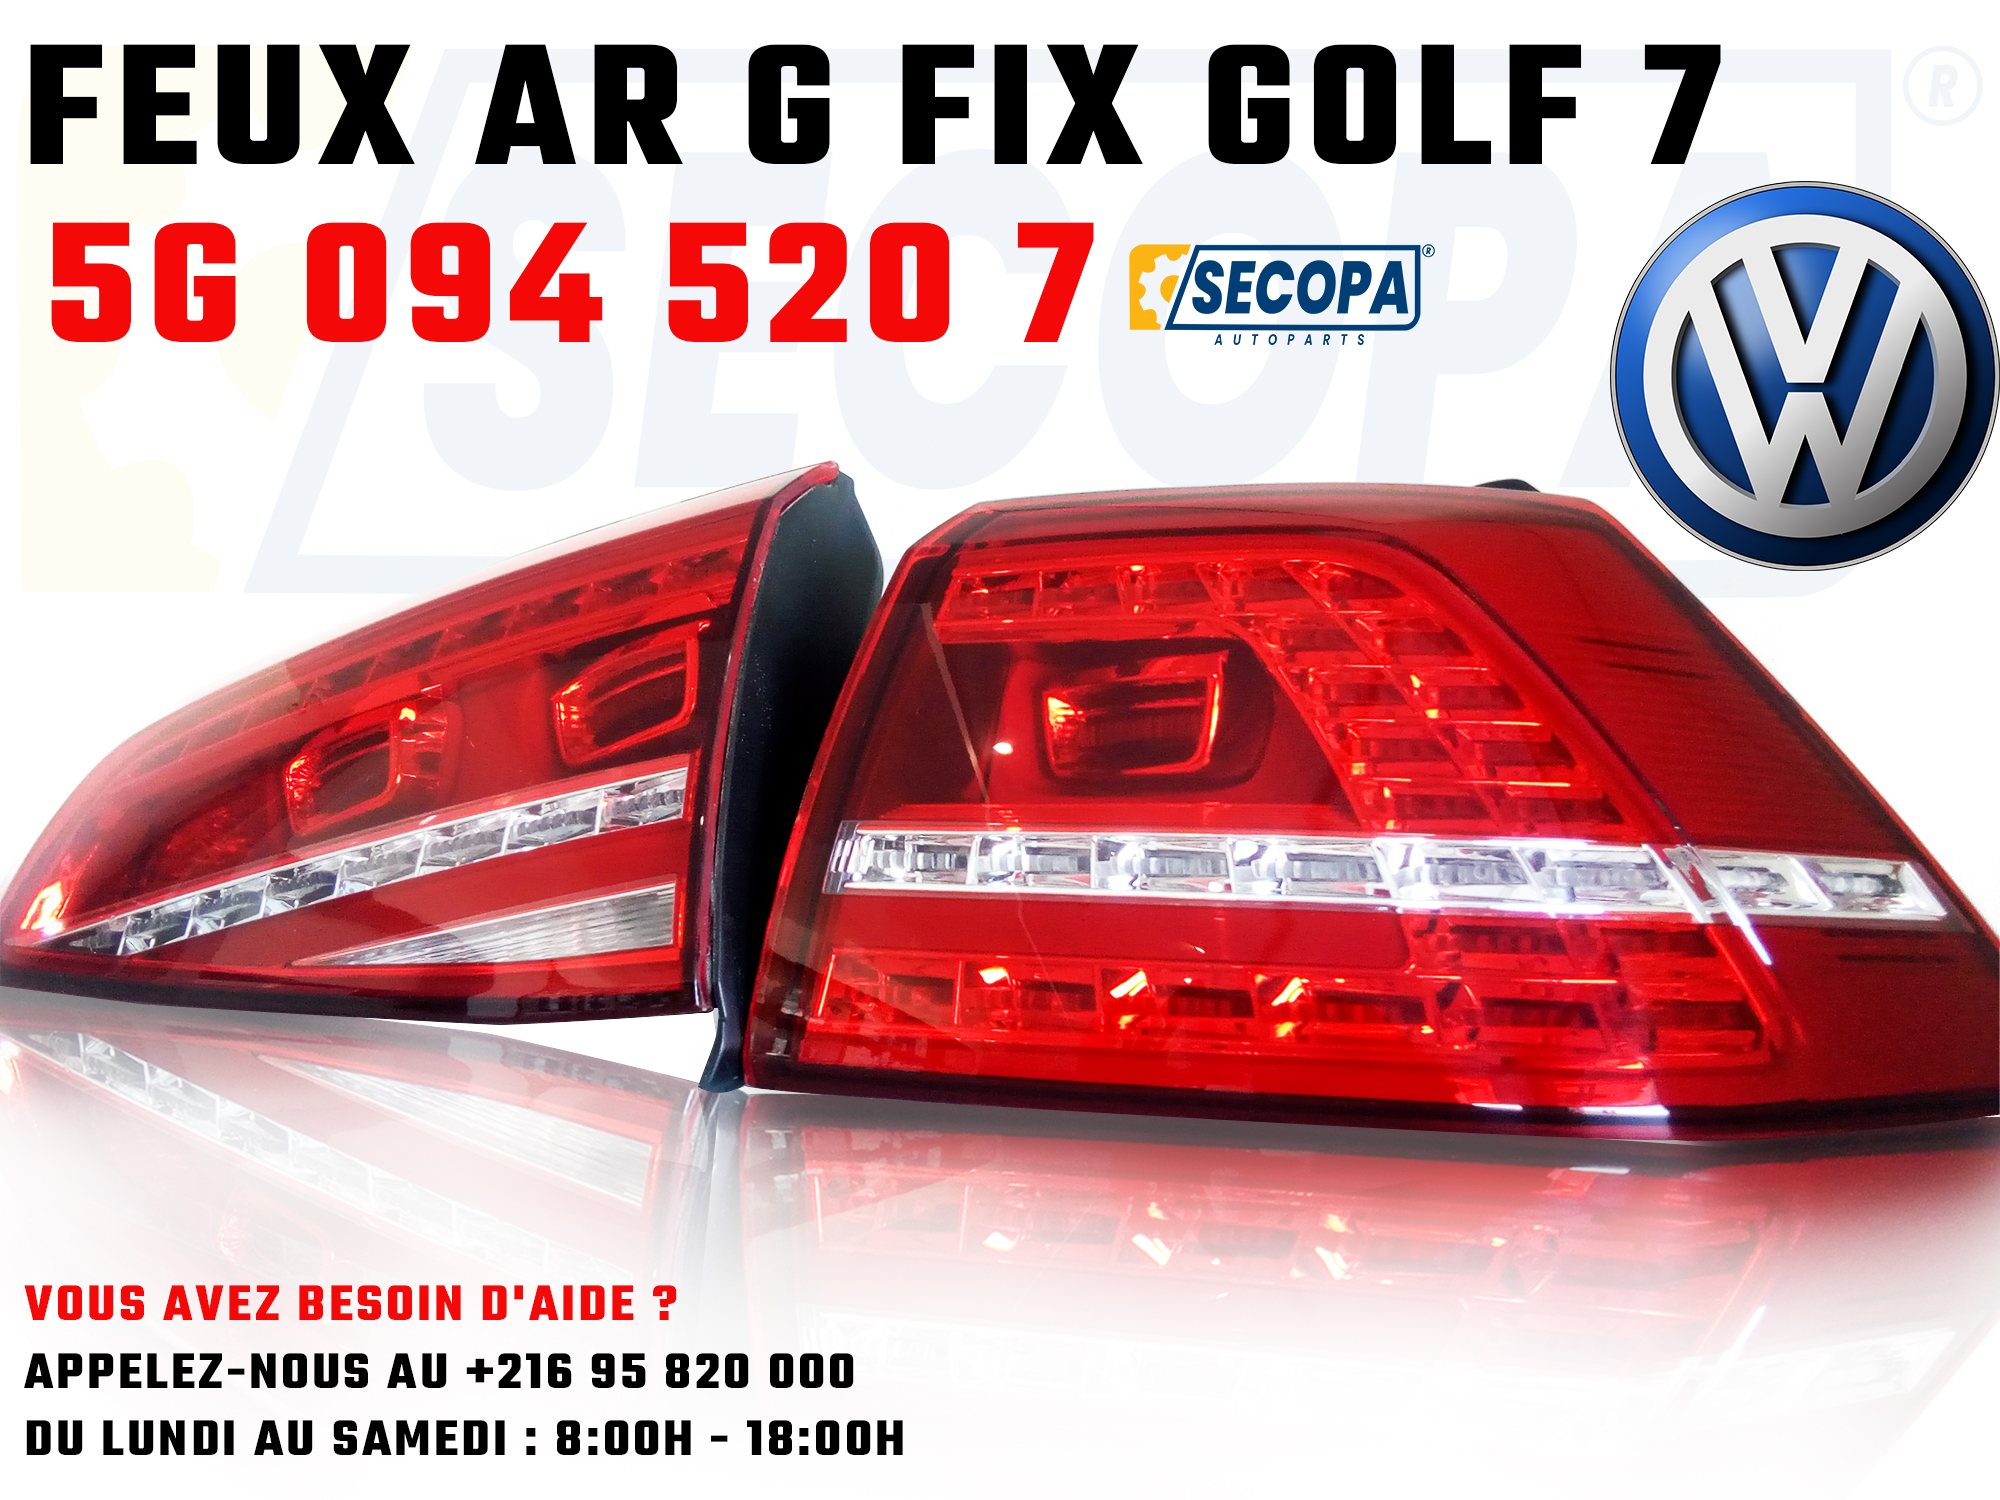 FEUX AR G FIX GOLF 7
5G 094 520 7
SECOPA®
AUTOPARTS
VOUS AVEZ BESOIN D'AIDE ?
APPELEZ-NOUS AU +216 95 820 000
DU LUNDI AU SAMEDI : 8:00H - 18:00H
SECOPA ®